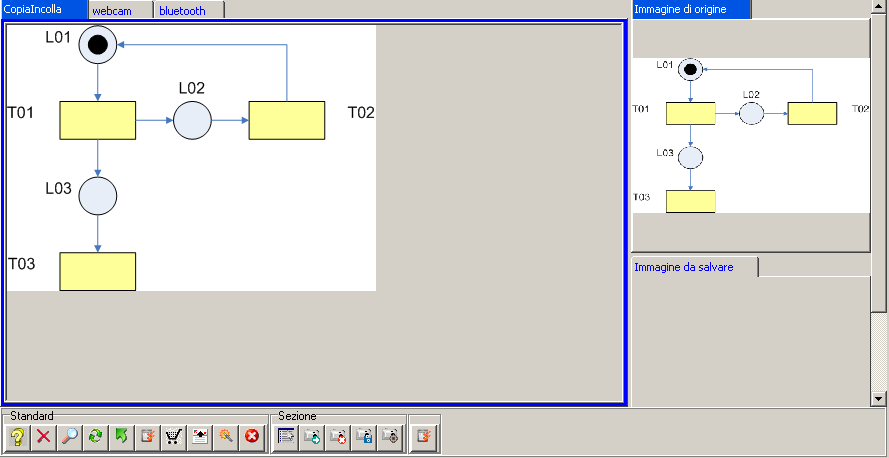 CopiaIncolla
webcam
bluetooth
Immagine di origine
L01
L02
T01
T02
L03
T03
L01
L02
T01
T02
L03
T03
Immagine da salvare
Standard
Sezione